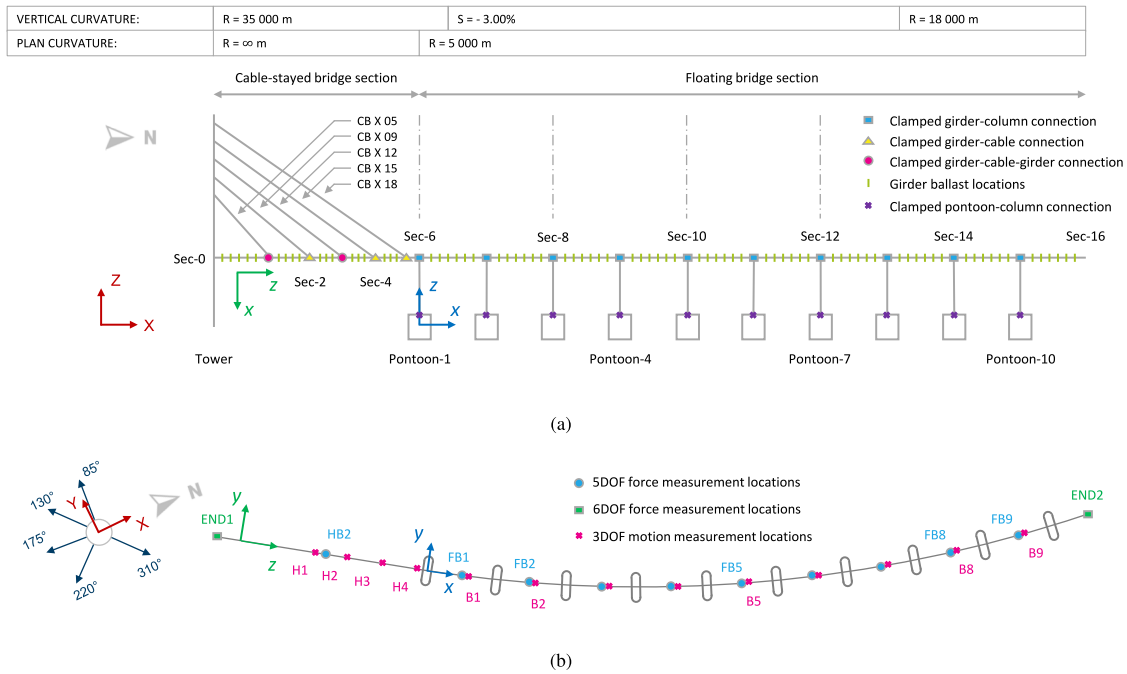 VERTICAL CURVATURE: R = 35 000 m S = - 3.00% R = 18 000 m
PLAN CURVATURE: R = ∞ m R = 5 000 m
Cable-stayed bridge section Floating bridge section
N
CB X 05
CB X 09
CB X 12
CB X 15
CB X 18
Clamped girder-column connection
Clamped girder-cable connection
Clamped girder-cable-girder connection
Girder ballast locations
Clamped pontoon-column connection
Sec-6 Sec-8 Sec-10 Sec-12 Sec-14 Sec-16
Sec-0
Sec-2 Sec-4
Z
X
z
x
z
x
Tower Pontoon-1 Pontoon-4 Pontoon-7 Pontoon-10
(a)
85°
130°
175°
220°
310°
Y
X
N
5DOF force measurement locations
6DOF force measurement locations
3DOF motion measurement locations
END1
y
z
HB2
H1
H2
H3
H4
y
x
FB1
B1
FB2
B2
FB5
B5
FB8
B8
FB9
B9
END2
(b)